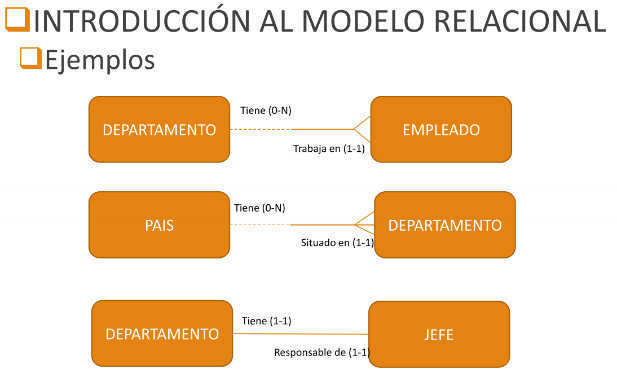 INTRODUCCIÓN AL MODELO RELACIONAL
Ejemplos
Tiene (0-N)
DEPARTAMENTO
EMPLEADO
Trabaja en (1-1)
Tiene (0-N)
PAIS
DEPARTAMENTO
Situado en (1-1)
Tiene (1-1)
DEPARTAMENTO
JEFE
Responsable de (1-1)